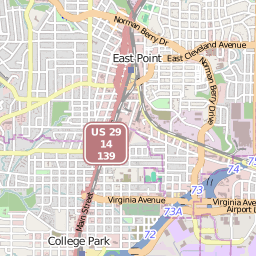 Norman Berry Dr
East Cleveland Avenue
East Point
Norman Berry Drive
US 29
14
139
74
75
73
Virginia Avenue
Virginia Avenue
Airport L
Main Street
73A
72
College Park